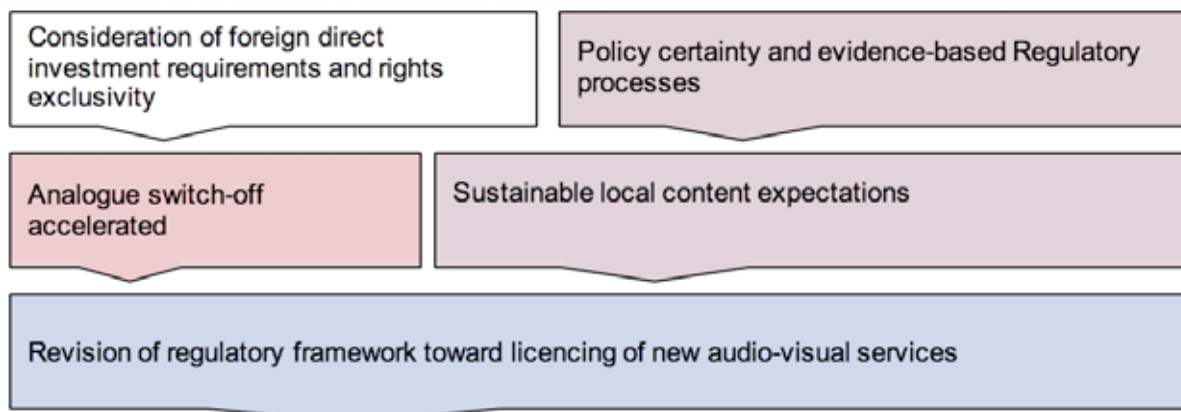 Consideration of foreign direct
investment requirements and rights
exclusivity
Policy certainty and evidence-based Regulatory
processes
Analogue switch-off
accelerated
Sustainable local content expectations
Revision of regulatory framework toward licencing of new audio-visual services